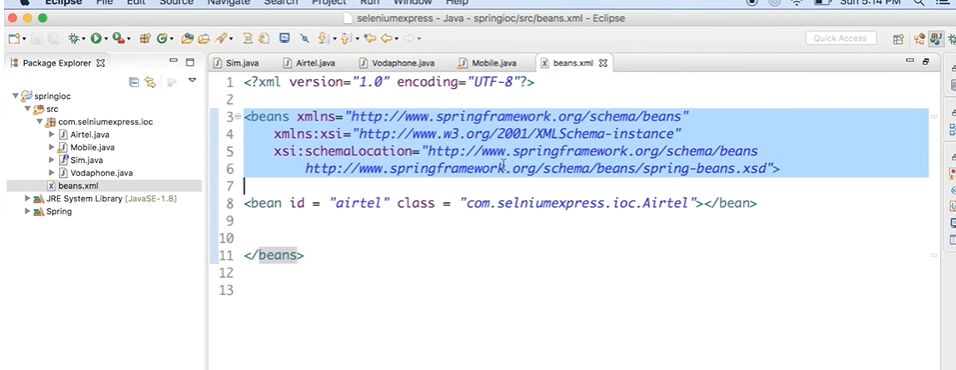 Eclipse File Edit Source Navigate Search Project Run Window Help Sun 5:14 PM
seleniumexpress - Java - springioc/src/beans.xml - Eclipse
Quick Access
Package Explorer
Sim.java Airtel.java Vodaphone.java Mobile.java beans.xml
springioc
src
com.selniumexpress.ioc
Airtel.java
Mobile.java
Sim.java
Vodaphone.java
beans.xml
JRE System Library [JavaSE-1.8]
Spring
1 <?xml version="1.0" encoding="UTF-8"?>
2
3 <beans xmlns="http://www.springframework.org/schema/beans"
4 xmlns:xsi="http://www.w3.org/2001/XMLSchema-instance"
5 xsi:schemaLocation="http://www.springframework.org/schema/beans
6 http://www.springframework.org/schema/beans/spring-beans.xsd">
7
8 <bean id = "airtel" class = "com.selniumexpress.ioc.Airtel"></bean>
9
10
11 </beans>
12
13